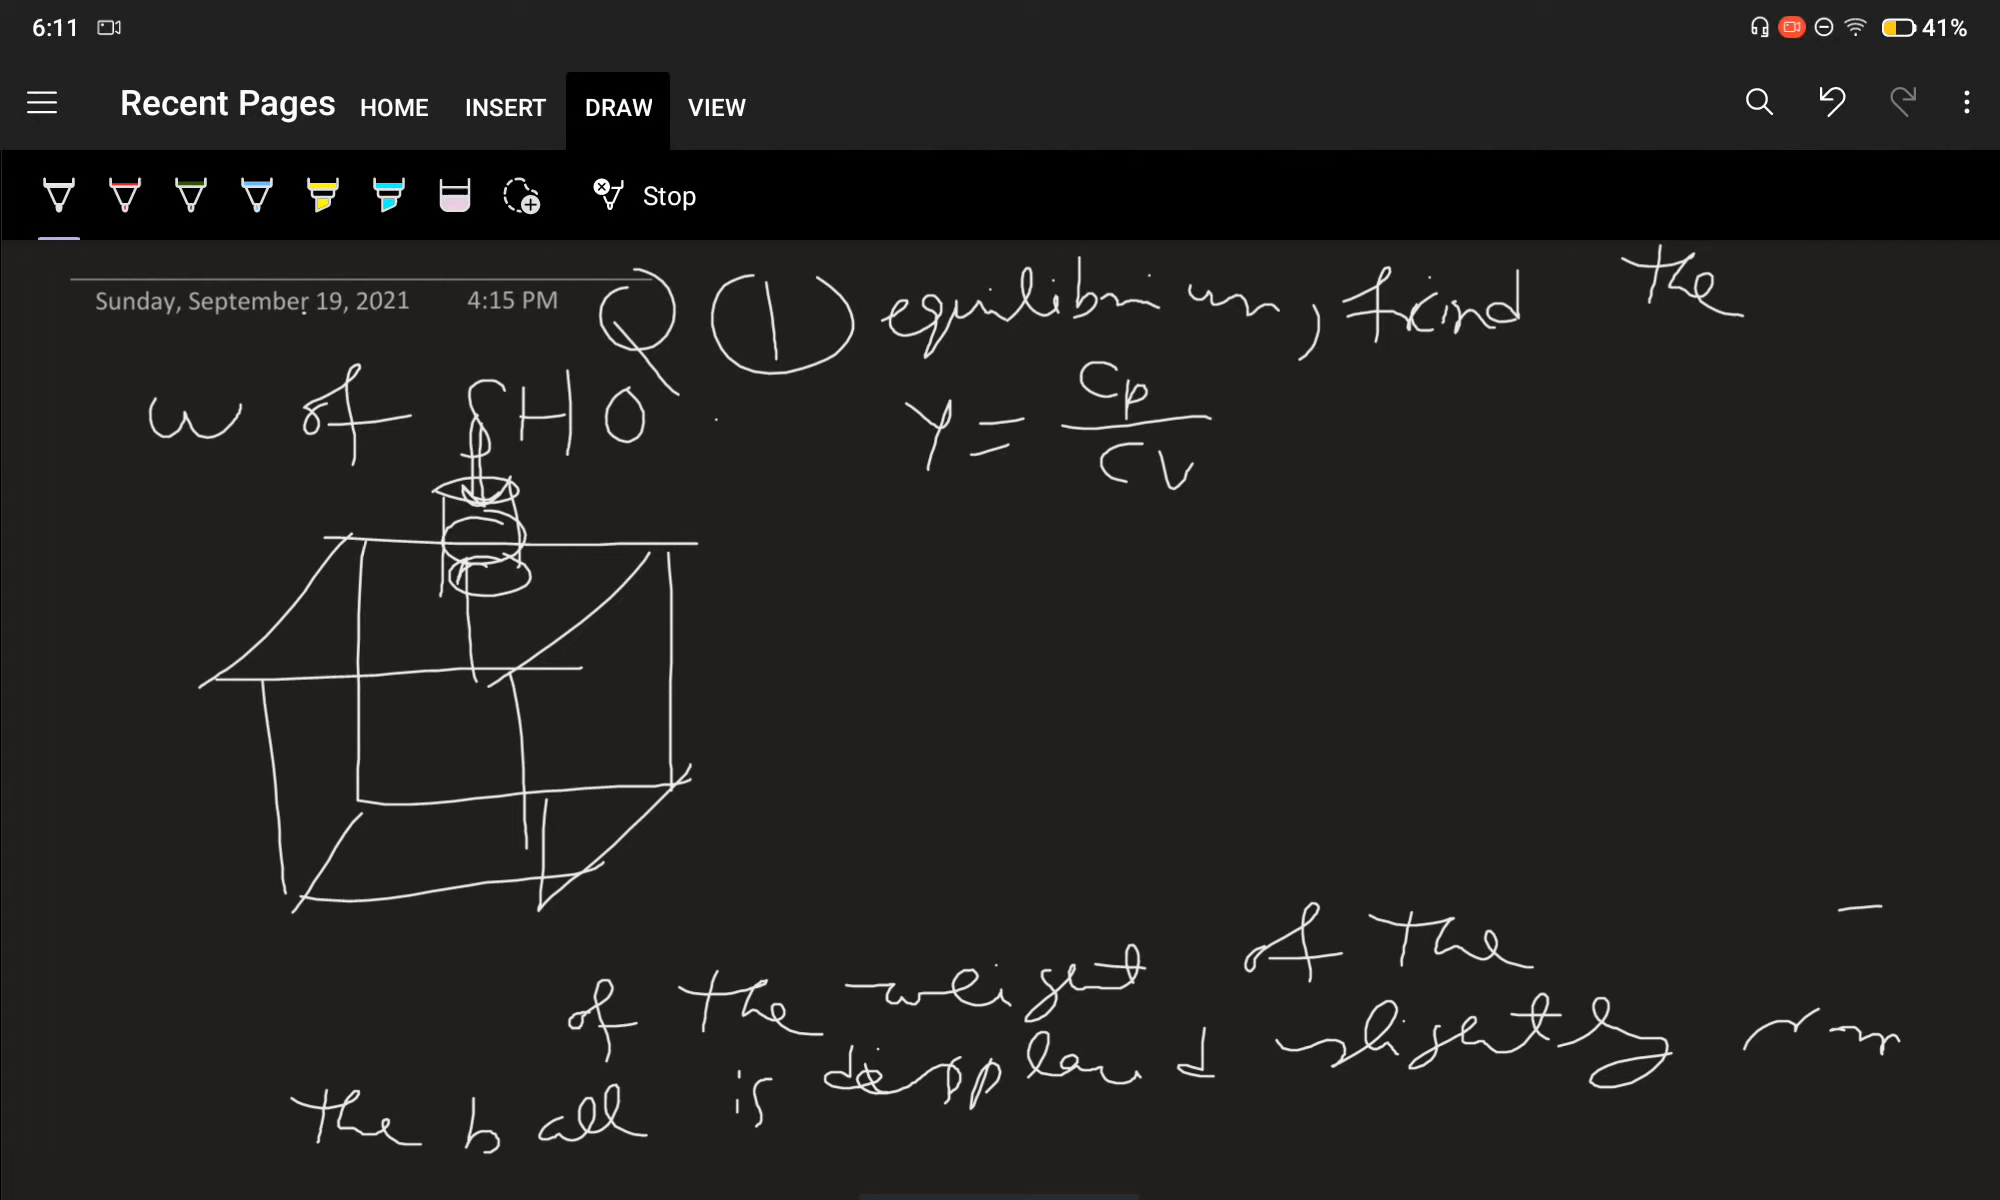 6:11 41%
Recent Pages HOME INSERT DRAW VIEW
Stop
Sunday, September 19, 2021 4:15 PM
Q 1 equilibrium, find the
w of SHO. γ = Cp / CV
of the weight of the
the ball is displaced slightly